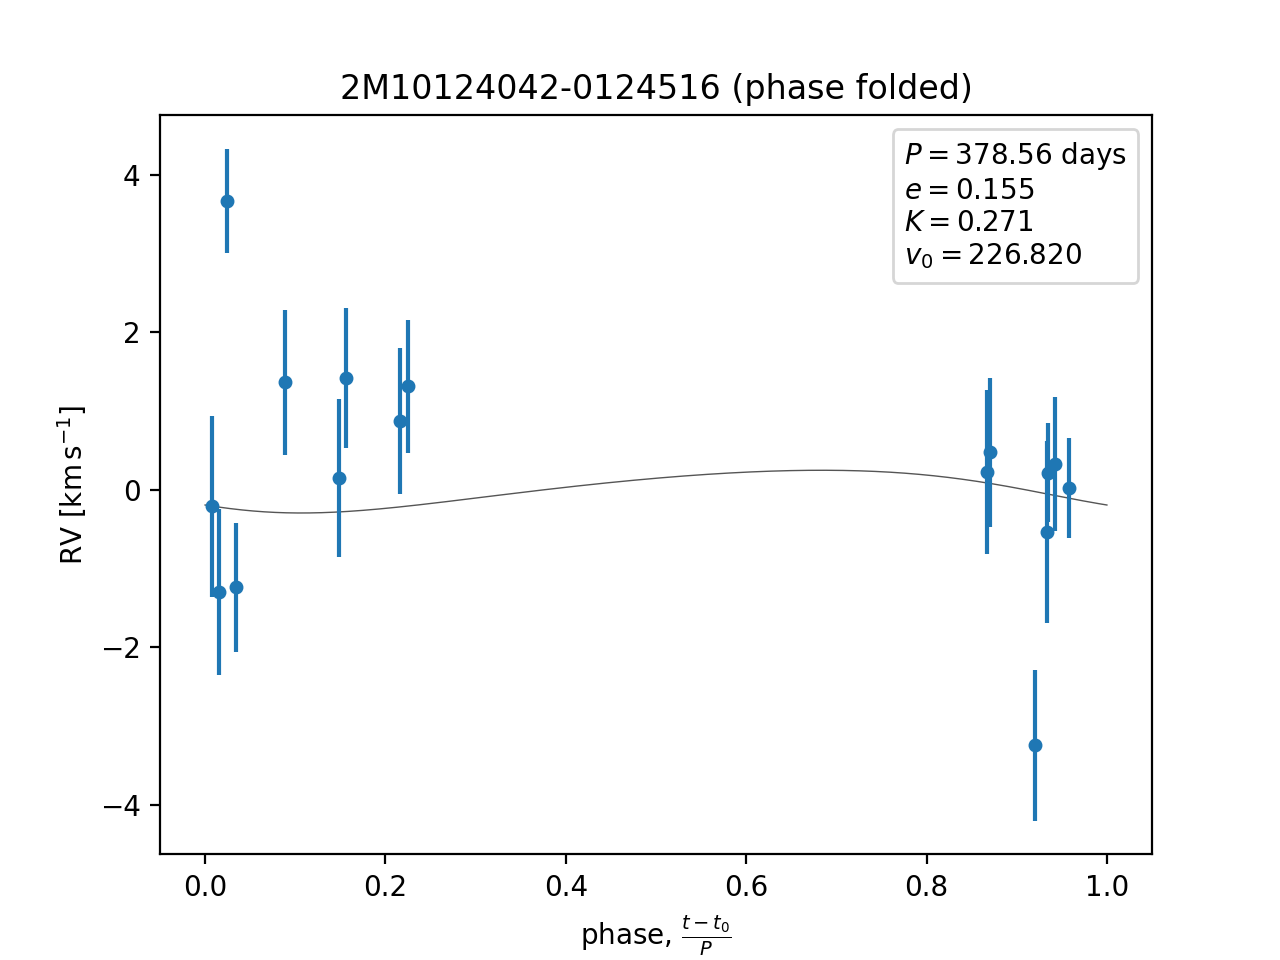 2M10124042-0124516 (phase folded)
P = 378.56 days
e = 0.155
K = 0.271
v₀ = 226.820
RV [km s⁻¹]
4
2
0
−2
−4
0.0 0.2 0.4 0.6 0.8 1.0
phase, (t − t₀)/P